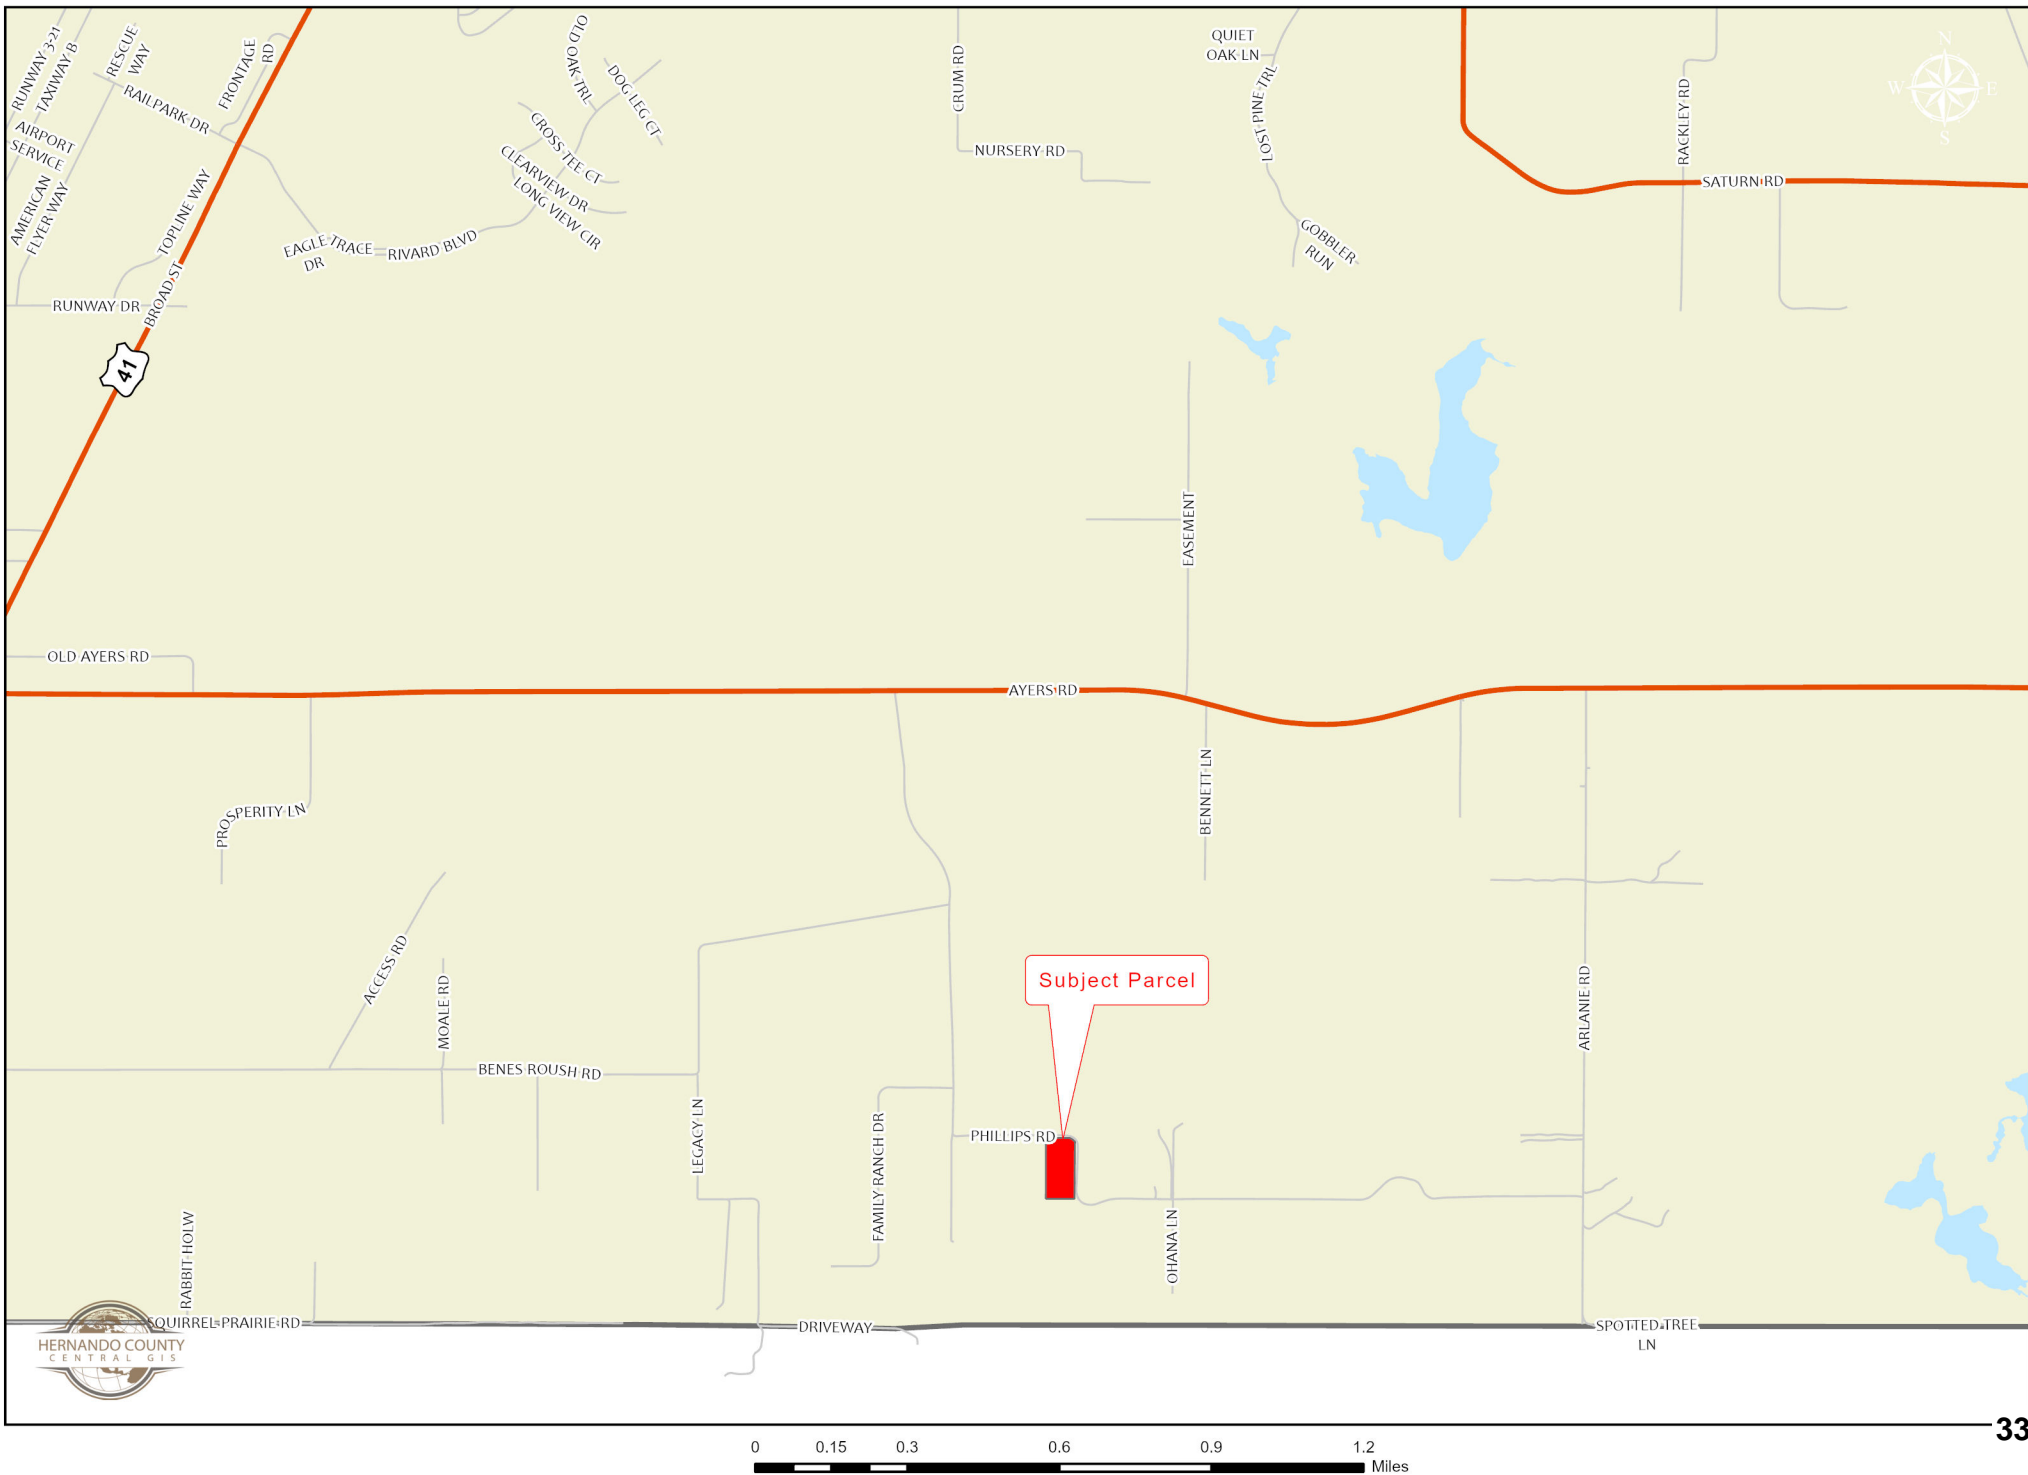 RUNWAY 3-21
TAXIWAY B
RESCUE
WAY
FRONTAGE
RD
RAILPARK DR
AIRPORT
SERVICE
AMERICAN
FLYER WAY
TOPLINE WAY
EAGLE TRACE
DR
RIVARD BLVD
RUNWAY DR
BROAD ST
41
OLD OAK TRL
DOG LEG CT
CROSS TEE CT
CLEARVIEW DR
LONG VIEW CIR
CRUM RD
NURSERY RD
QUIET
OAK LN
LOST PINE TRL
GOBBLER
RUN
RACKLEY RD
SATURN RD
N
W
E
S
EASEMENT
OLD AYERS RD
AYERS RD
PROSPERITY LN
BENNETT LN
ACCESS RD
MOALE RD
Subject Parcel
ARLANIE RD
BENES ROUSH RD
LEGACY LN
FAMILY RANCH DR
PHILLIPS RD
OHANA LN
RABBIT HOLW
SQUIRREL PRAIRIE RD
DRIVEWAY
SPOTTED TREE
LN
HERNANDO COUNTY
CENTRAL GIS
33
0 0.15 0.3 0.6 0.9 1.2
Miles